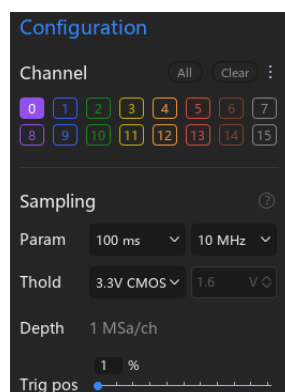 Configuration
Channel All Clear
0 1 2 3 4 5 6 7
8 9 10 11 12 13 14 15
Sampling ?
Param 100 ms 10 MHz
Thold 3.3V CMOS 1.6 V
Depth 1 MSa/ch
1 %
Trig pos